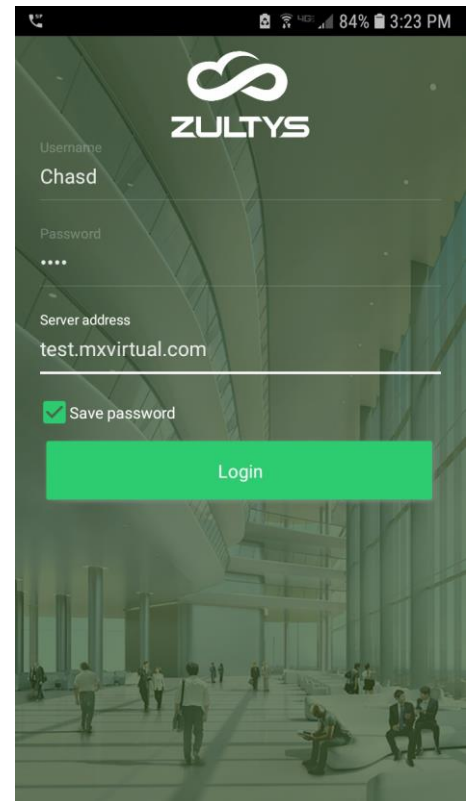 84% 3:23 PM
ZULTYS
Username
Chasd
Password
••••
Server address
test.mxvirtual.com
Save password
Login